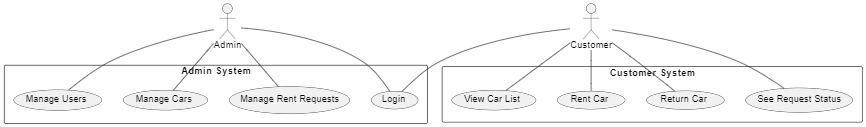 Admin
Customer
Admin System
Customer System
Manage Users
Manage Cars
Manage Rent Requests
Login
View Car List
Rent Car
Return Car
See Request Status